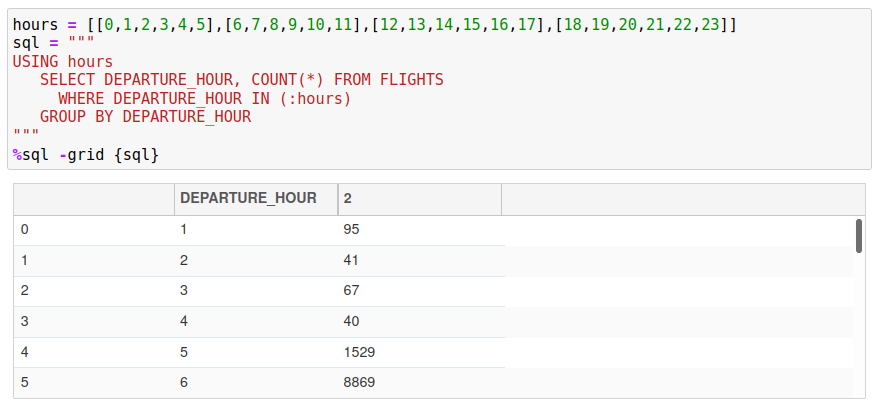 hours = [[0,1,2,3,4,5],[6,7,8,9,10,11],[12,13,14,15,16,17],[18,19,20,21,22,23]]
sql = """
USING hours
   SELECT DEPARTURE_HOUR, COUNT(*) FROM FLIGHTS
     WHERE DEPARTURE_HOUR IN (:hours)
   GROUP BY DEPARTURE_HOUR
"""
%sql -grid {sql}
DEPARTURE_HOUR 2
0 1 95
1 2 41
2 3 67
3 4 40
4 5 1529
5 6 8869